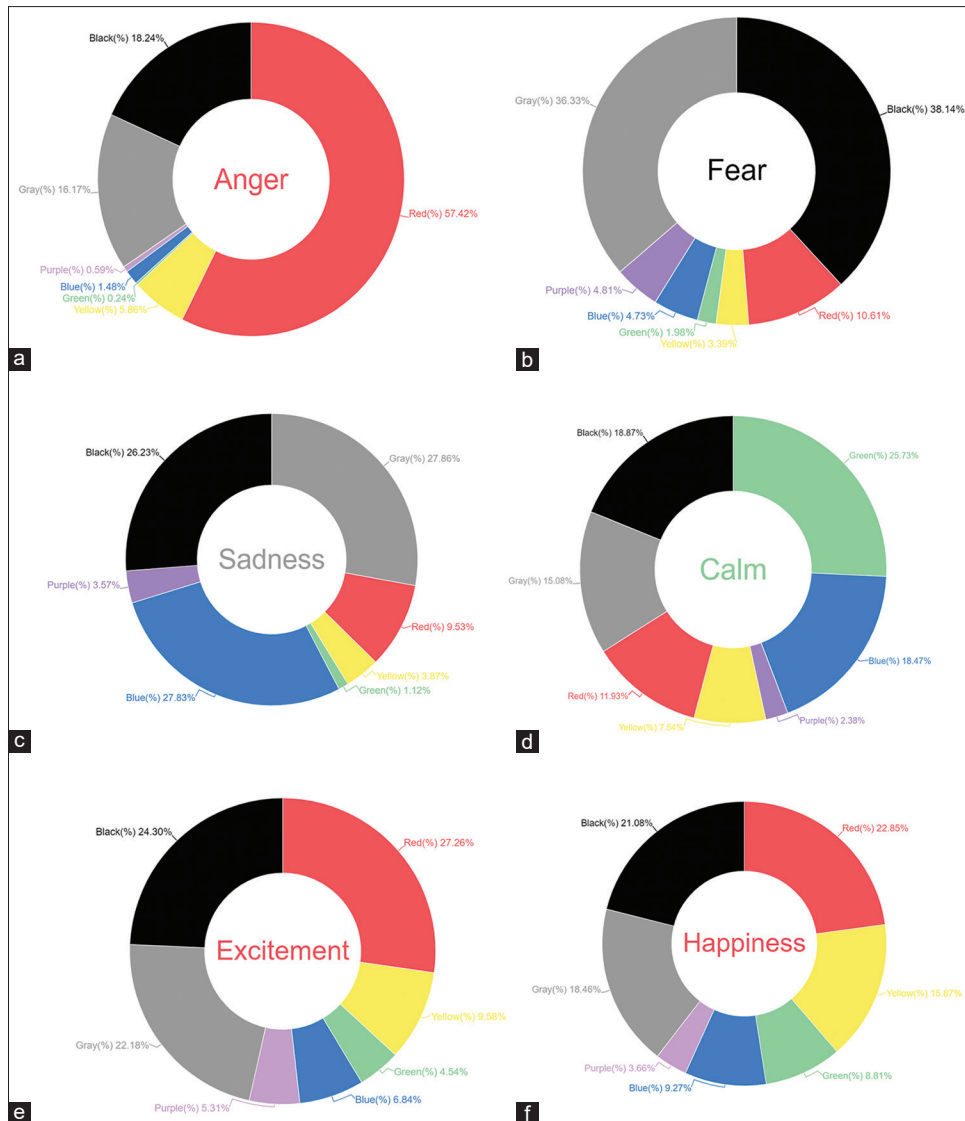 Black(%) 18.24%
Gray(%) 16.17%
Anger
Red(%) 57.42%
Purple(%) 0.59%
Blue(%) 1.48%
Green(%) 0.24%
Yellow(%) 5.86%
a
Gray(%) 36.33%
Black(%) 38.14%
Fear
Purple(%) 4.81%
Blue(%) 4.73%
Green(%) 1.98%
Yellow(%) 3.39%
Red(%) 10.61%
b
Black(%) 26.23%
Gray(%) 27.86%
Sadness
Purple(%) 3.57%
Red(%) 9.53%
Yellow(%) 3.87%
Green(%) 1.12%
Blue(%) 27.83%
c
Black(%) 18.87%
Green(%) 25.73%
Gray(%) 15.08%
Calm
Blue(%) 18.47%
Red(%) 11.93%
Purple(%) 2.38%
Yellow(%) 7.54%
d
Black(%) 24.30%
Red(%) 27.26%
Excitement
Gray(%) 22.18%
Yellow(%) 9.56%
Green(%) 4.54%
Blue(%) 6.84%
Purple(%) 5.31%
e
Black(%) 21.08%
Red(%) 22.85%
Happiness
Gray(%) 18.46%
Yellow(%) 15.87%
Purple(%) 3.66%
Green(%) 8.81%
Blue(%) 9.27%
f